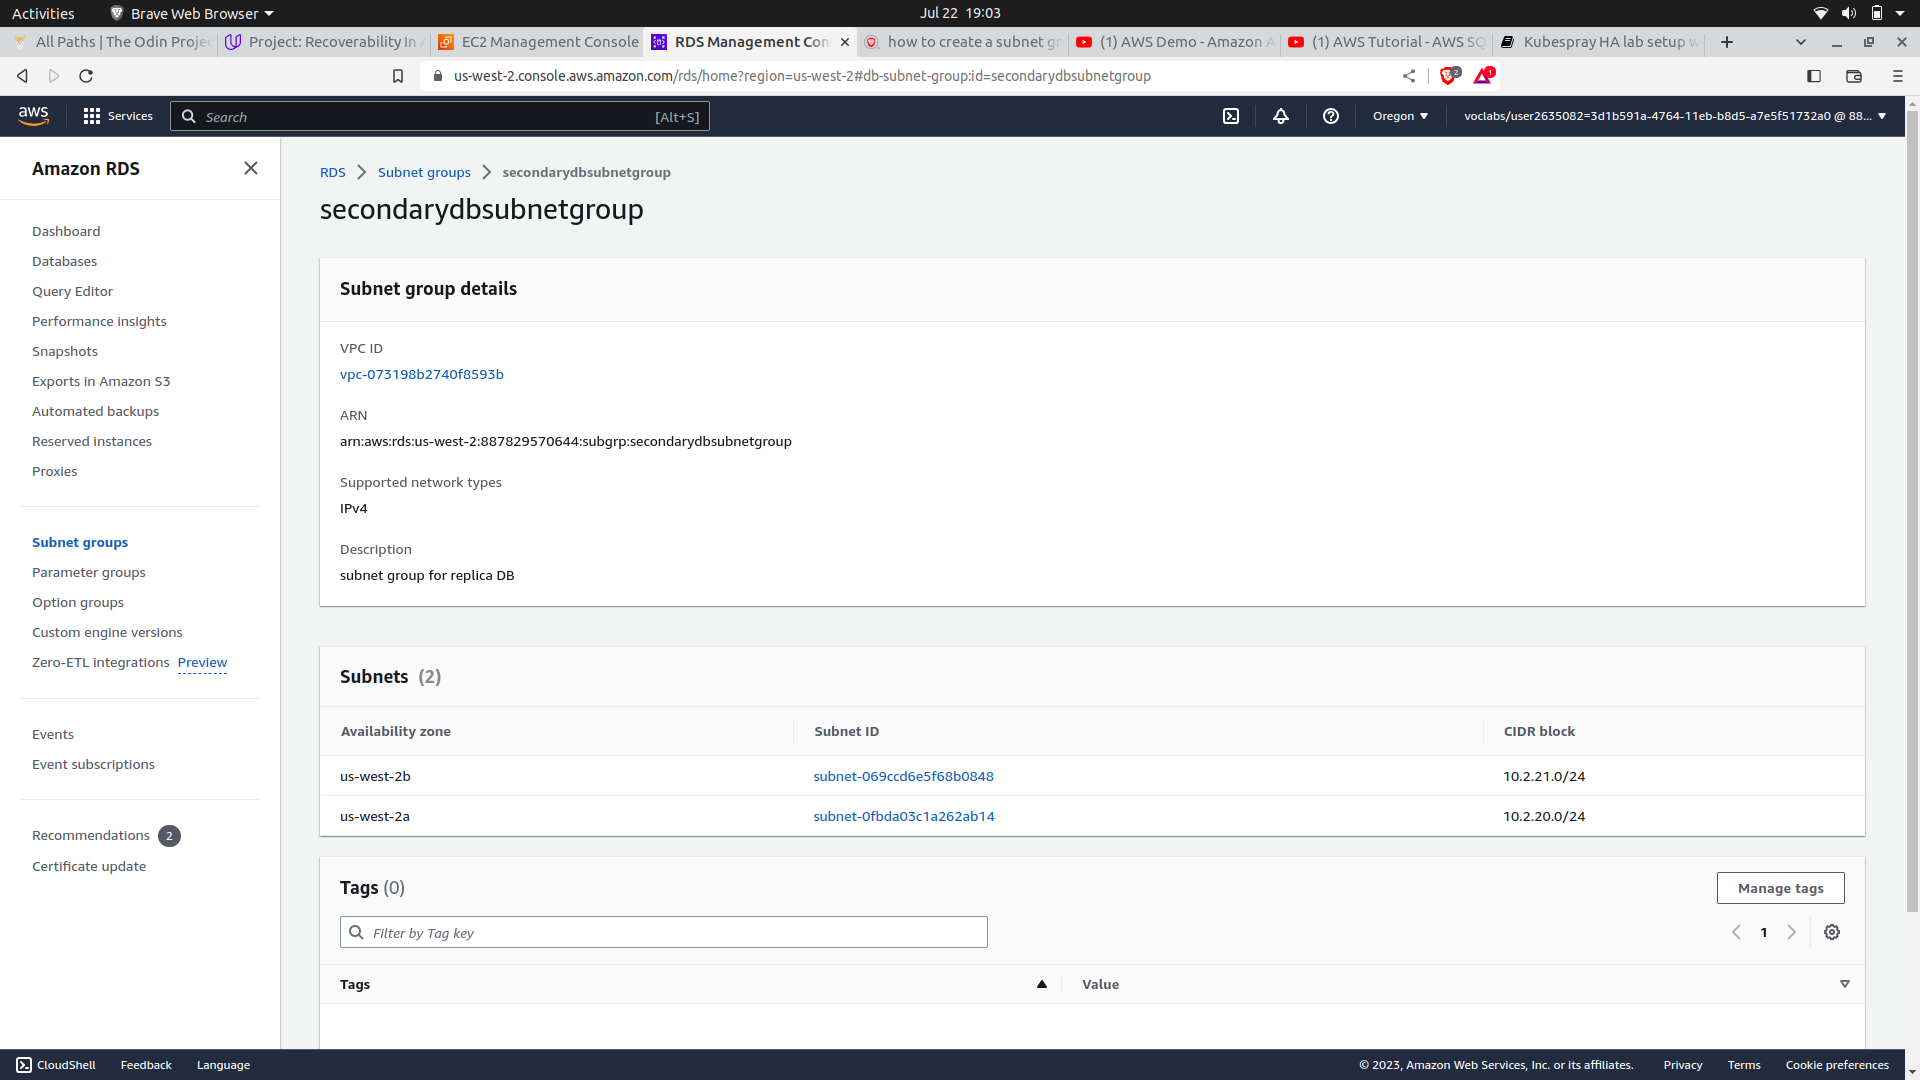 Activities
Brave Web Browser
Jul 22 19:03
All Paths | The Odin Proje
Project: Recoverability In A
EC2 Management Console
RDS Management Con
how to create a subnet gr
(1) AWS Demo - Amazon A
(1) AWS Tutorial - AWS SQ
Kubespray HA lab setup w
us-west-2.console.aws.amazon.com/rds/home?region=us-west-2#db-subnet-group:id=secondarydbsubnetgroup
2
1
aws
Services
Search
[Alt+S]
Oregon
voclabs/user2635082=3d1b591a-4764-11eb-b8d5-a7e5f51732a0 @ 88...
Amazon RDS
Dashboard
Databases
Query Editor
Performance insights
Snapshots
Exports in Amazon S3
Automated backups
Reserved instances
Proxies
Subnet groups
Parameter groups
Option groups
Custom engine versions
Zero-ETL integrations Preview
Events
Event subscriptions
Recommendations 2
Certificate update
RDS
Subnet groups
secondarydbsubnetgroup
secondarydbsubnetgroup
Subnet group details
VPC ID
vpc-073198b2740f8593b
ARN
arn:aws:rds:us-west-2:887829570644:subgrp:secondarydbsubnetgroup
Supported network types
IPv4
Description
subnet group for replica DB
Subnets (2)
Availability zone
Subnet ID
CIDR block
us-west-2b
subnet-069ccd6e5f68b0848
10.2.21.0/24
us-west-2a
subnet-0fbda03c1a262ab14
10.2.20.0/24
Tags (0)
Manage tags
Filter by Tag key
1
Tags
Value
CloudShell
Feedback
Language
© 2023, Amazon Web Services, Inc. or its affiliates.
Privacy
Terms
Cookie preferences